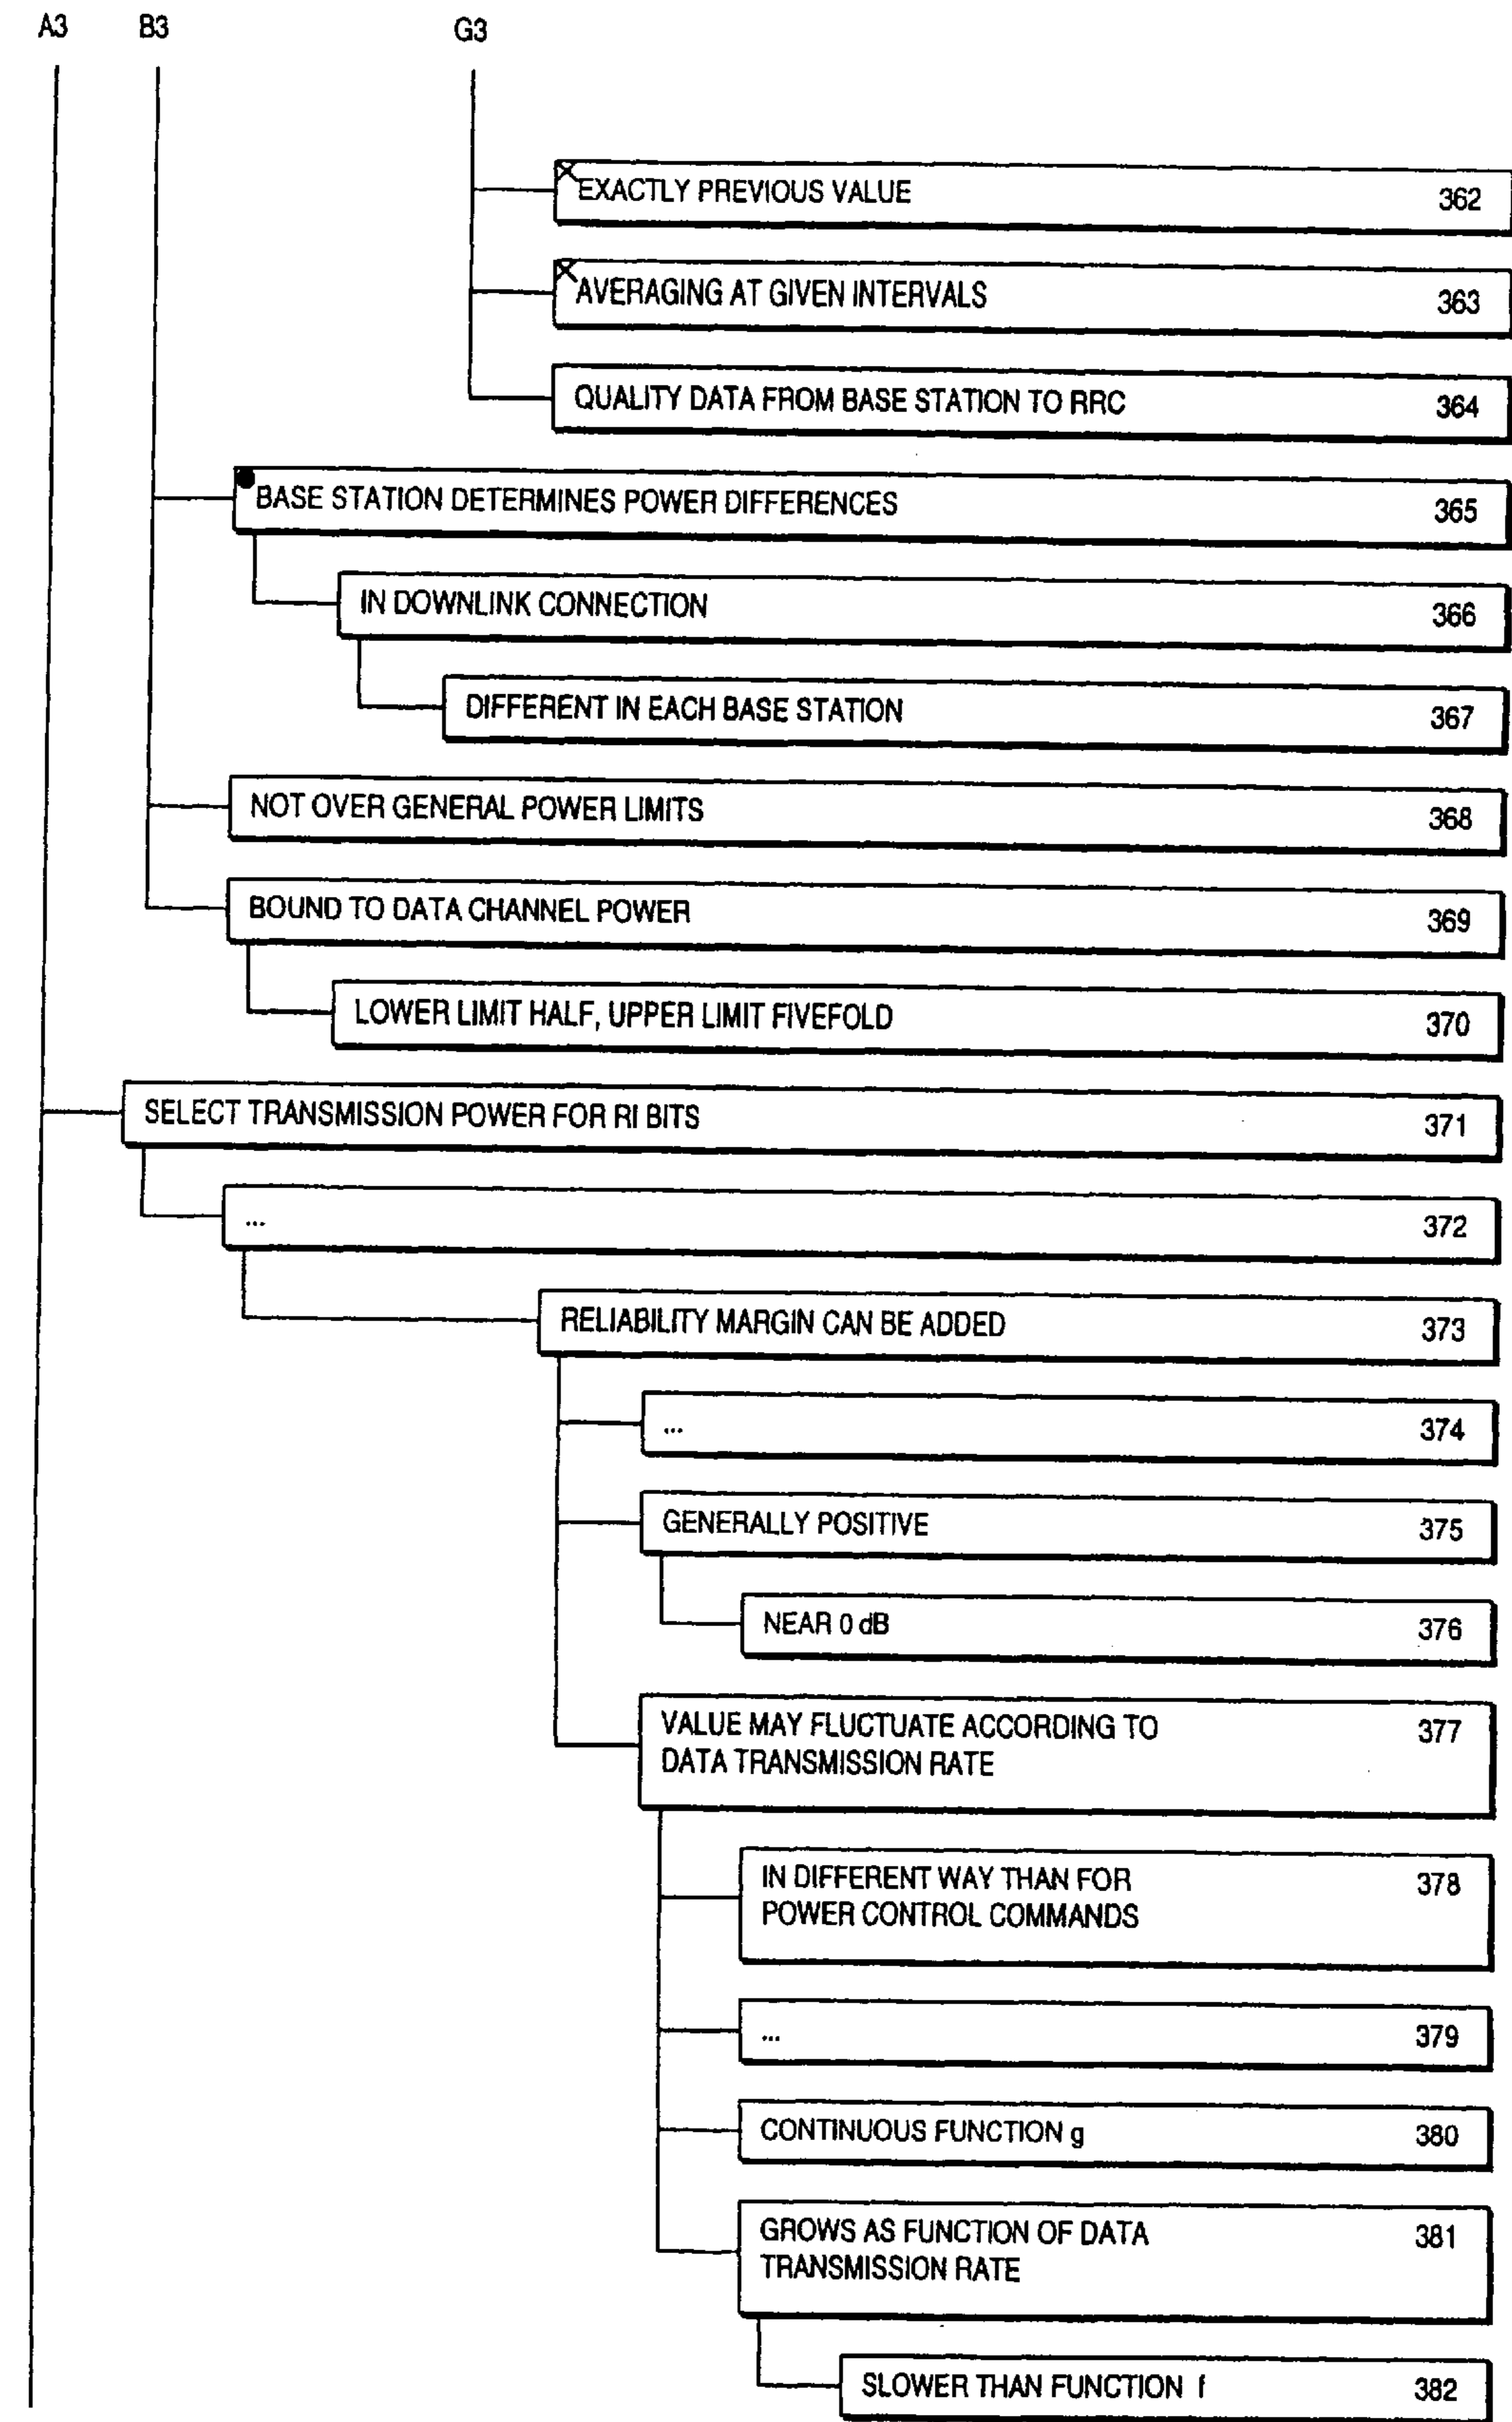 A3 B3 G3
EXACTLY PREVIOUS VALUE 362
AVERAGING AT GIVEN INTERVALS 363
QUALITY DATA FROM BASE STATION TO RRC 364
BASE STATION DETERMINES POWER DIFFERENCES 365
IN DOWNLINK CONNECTION 366
DIFFERENT IN EACH BASE STATION 367
NOT OVER GENERAL POWER LIMITS 368
BOUND TO DATA CHANNEL POWER 369
LOWER LIMIT HALF, UPPER LIMIT FIVEFOLD 370
SELECT TRANSMISSION POWER FOR RI BITS 371
... 372
RELIABILITY MARGIN CAN BE ADDED 373
... 374
GENERALLY POSITIVE 375
NEAR 0 dB 376
VALUE MAY FLUCTUATE ACCORDING TO 377
DATA TRANSMISSION RATE
IN DIFFERENT WAY THAN FOR 378
POWER CONTROL COMMANDS
... 379
CONTINUOUS FUNCTION g 380
GROWS AS FUNCTION OF DATA 381
TRANSMISSION RATE
SLOWER THAN FUNCTION f 382